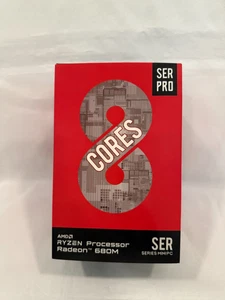 SER
PRO
8
CORES
AMD
RYZEN Processor
Radeon™ 680M
SER
SERIES MINIPC